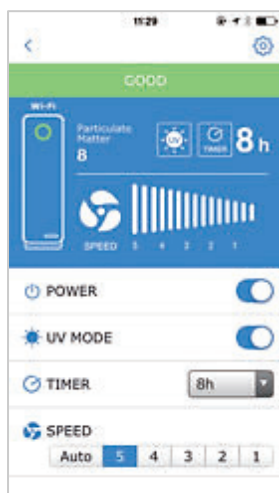 11:29
GOOD
Wi-Fi
Particulate
Matter
8
UV
TIMER
8h
SPEED 5 4 3 2 1
POWER
UV MODE
TIMER 8h
SPEED
Auto 5 4 3 2 1